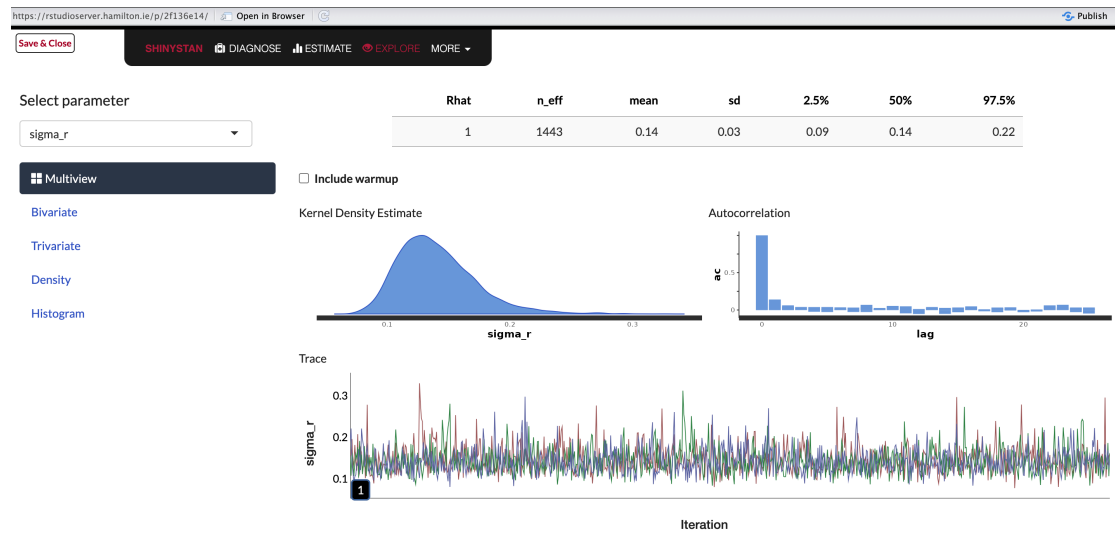 https://rstudioserver.hamilton.ie/p/2f136e14/ Open in Browser Publish
Save & Close
SHINYSTAN DIAGNOSE ESTIMATE EXPLORE MORE
Select parameter
sigma_r
Rhat n_eff mean sd 2.5% 50% 97.5%
1 1443 0.14 0.03 0.09 0.14 0.22
Multiview
Bivariate
Trivariate
Density
Histogram
Include warmup
Kernel Density Estimate
0.1 0.2 0.3
sigma_r
Autocorrelation
ac
0.5
0
0 10 20
lag
Trace
sigma_r
0.3
0.2
0.1
1
Iteration